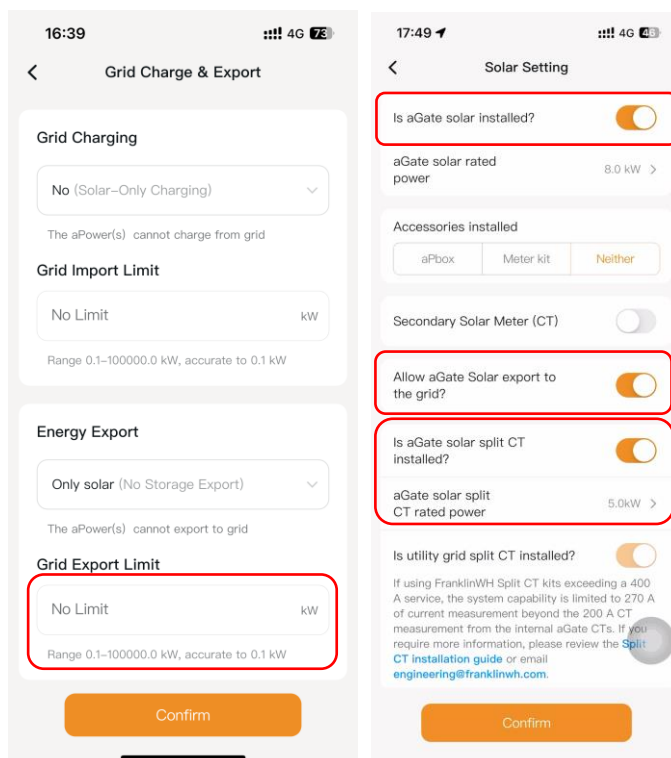 16:39
4G 73
Grid Charge & Export
Grid Charging
No (Solar-Only Charging)
The aPower(s) cannot charge from grid
Grid Import Limit
No Limit
kW
Range 0.1-100000.0 kW, accurate to 0.1 kW
Energy Export
Only solar (No Storage Export)
The aPower(s) cannot export to grid
Grid Export Limit
No Limit
kW
Range 0.1-100000.0 kW, accurate to 0.1 kW
Confirm
17:49
4G
Solar Setting
Is aGate solar installed?
aGate solar rated
power
8.0 kW
Accessories installed
aPbox
Meter kit
Neither
Secondary Solar Meter (CT)
Allow aGate Solar export to
the grid?
Is aGate solar split CT
installed?
aGate solar split
CT rated power
5.0kW
Is utility grid split CT installed?
If using FranklinWH Split CT kits exceeding a 400
A service, the system capability is limited to 270 A
of current measurement beyond the 200 A CT
measurement from the internal aGate CTs. If you
require more information, please review the Split
CT installation guide or email
engineering@franklinwh.com.
Confirm